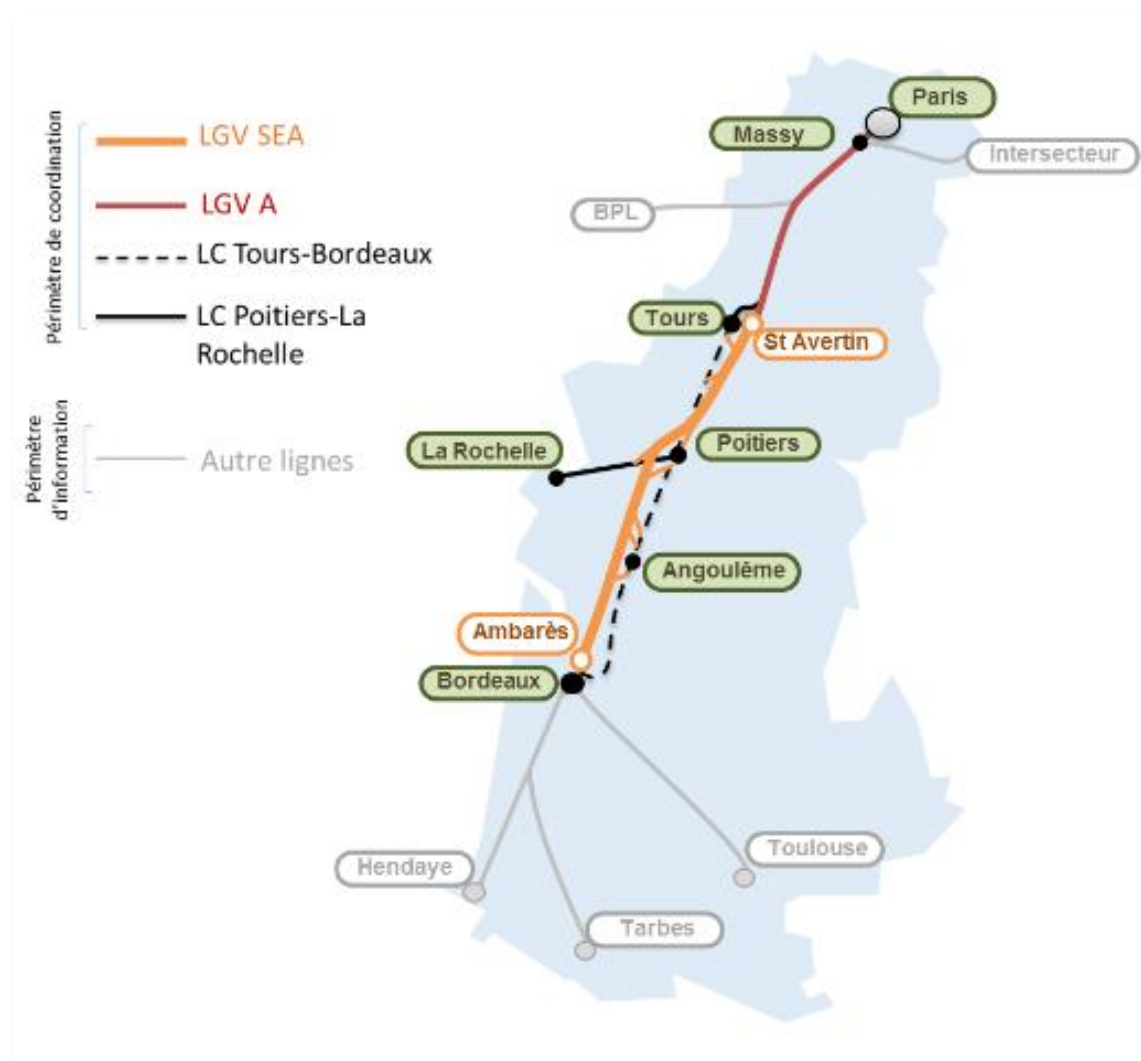 Périmètre de coordination
LGV SEA
LGV A
LC Tours-Bordeaux
LC Poitiers-La
Rochelle
Périmètre
d'information
Autre lignes
Paris
Massy
Intersecteur
BPL
Tours
St Avertin
La Rochelle
Poitiers
Angoulême
Ambarès
Bordeaux
Hendaye
Toulouse
Tarbes